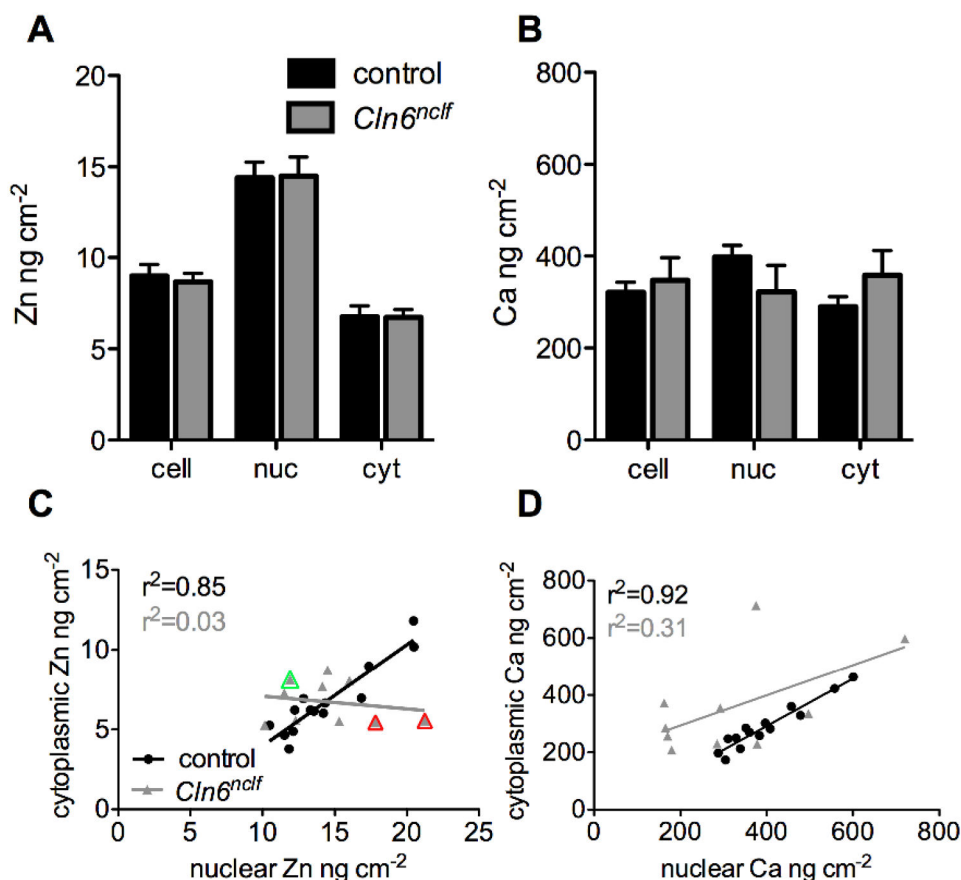 A
B
control
Cln6ⁿᶜˡᶠ
Zn ng cm⁻²
20
15
10
5
0
cell nuc cyt
Ca ng cm⁻²
800
600
400
200
0
cell nuc cyt
C
D
r²=0.85
r²=0.03
cytoplasmic Zn ng cm⁻²
15
10
5
0
control
Cln6ⁿᶜˡᶠ
0 5 10 15 20 25
nuclear Zn ng cm⁻²
r²=0.92
r²=0.31
cytoplasmic Ca ng cm⁻²
800
600
400
200
0
0 200 400 600 800
nuclear Ca ng cm⁻²